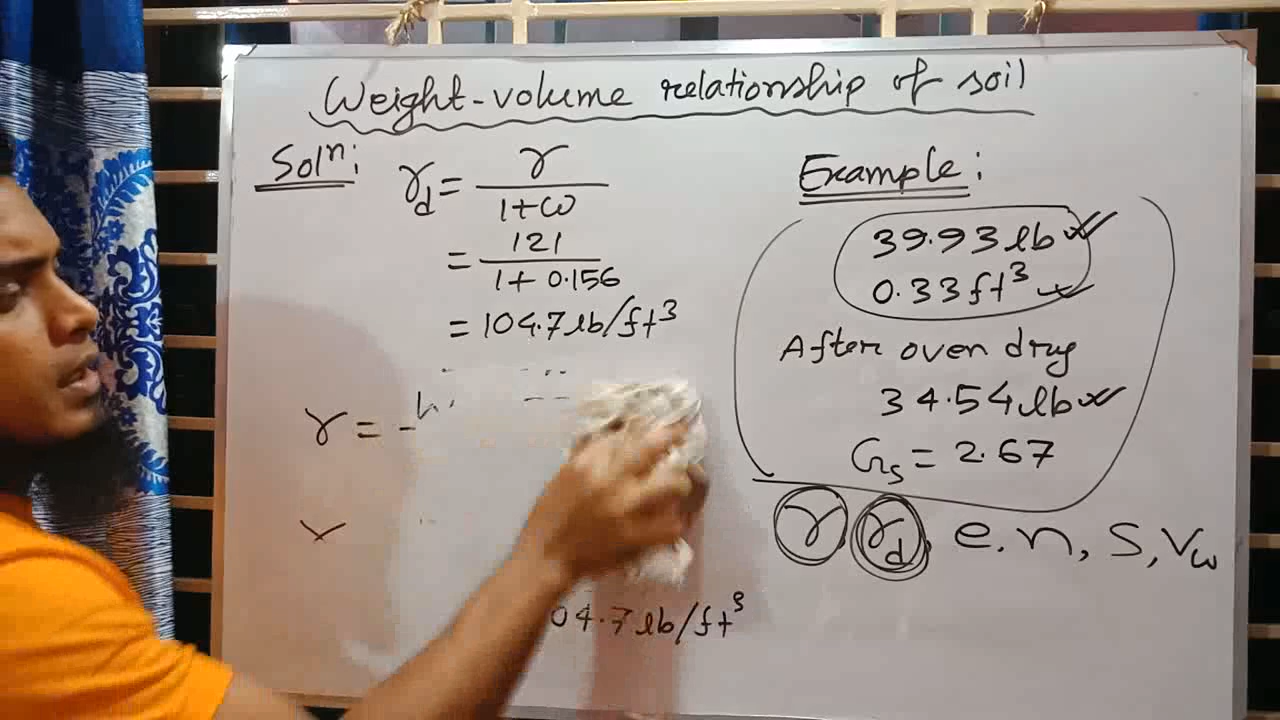 Weight-volume relationship of soil
Solⁿ:
γd = γ / 1+ω
= 121 / 1+0.156
= 104.7 lb/ft³
γ =
04.7 lb/ft³
Example:
39.93 lb
0.33 ft³
After oven dry
34.54 lb
Gs = 2.67
γ γd, e, n, S, Vω